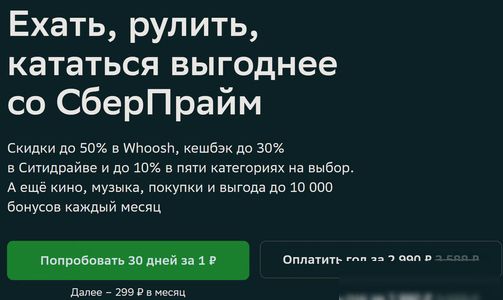 Ехать, рулить,
кататься выгоднее
со СберПрайм
Скидки до 50% в Whoosh, кешбэк до 30%
в Ситидрайве и до 10% в пяти категориях на выбор.
А ещё кино, музыка, покупки и выгода до 10 000
бонусов каждый месяц
Попробовать 30 дней за 1 ₽
Оплатить год за 2 990 ₽ 3 588 ₽
Далее – 299 ₽ в месяц